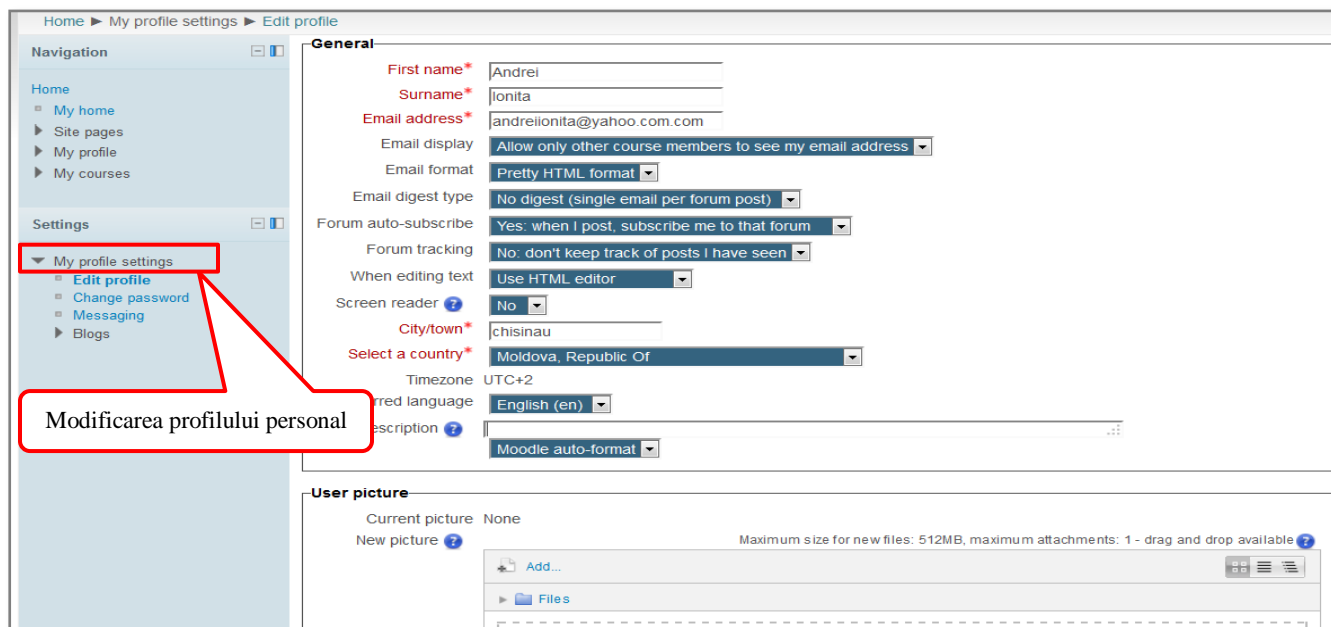 Home ► My profile settings ► Edit profile
Navigation
Home
My home
Site pages
My profile
My courses
Settings
My profile settings
Edit profile
Change password
Messaging
Blogs
Modificarea profilului personal
General
First name* Andrei
Surname* Ionita
Email address* andreiionita@yahoo.com.com
Email display Allow only other course members to see my email address
Email format Pretty HTML format
Email digest type No digest (single email per forum post)
Forum auto-subscribe Yes: when I post, subscribe me to that forum
Forum tracking No: don't keep track of posts I have seen
When editing text Use HTML editor
Screen reader No
City/town* chisinau
Select a country* Moldova, Republic Of
Timezone UTC+2
rred language English (en)
escription
Moodle auto-format
User picture
Current picture None
New picture Maximum size for new files: 512MB, maximum attachments: 1 - drag and drop available
Add...
Files